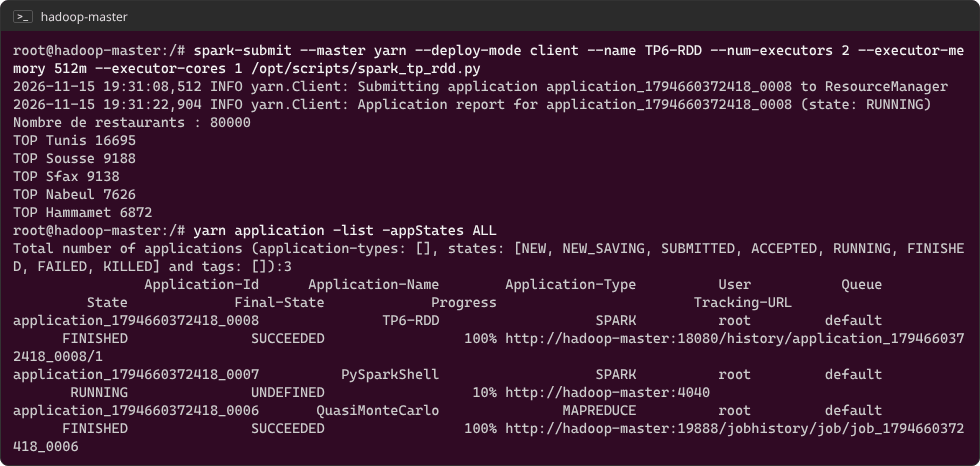 >_ hadoop-master
root@hadoop-master:/# spark-submit --master yarn --deploy-mode client --name TP6-RDD --num-executors 2 --executor-me
mory 512m --executor-cores 1 /opt/scripts/spark_tp_rdd.py
2026-11-15 19:31:08,512 INFO yarn.Client: Submitting application application_1794660372418_0008 to ResourceManager
2026-11-15 19:31:22,904 INFO yarn.Client: Application report for application_1794660372418_0008 (state: RUNNING)
Nombre de restaurants : 80000
TOP Tunis 16695
TOP Sousse 9188
TOP Sfax 9138
TOP Nabeul 7626
TOP Hammamet 6872
root@hadoop-master:/# yarn application -list -appStates ALL
Total number of applications (application-types: [], states: [NEW, NEW_SAVING, SUBMITTED, ACCEPTED, RUNNING, FINISHE
D, FAILED, KILLED] and tags: []):3
                Application-Id      Application-Name        Application-Type          User           Queue
         State             Final-State             Progress                        Tracking-URL
application_1794660372418_0008               TP6-RDD                   SPARK          root         default
      FINISHED               SUCCEEDED                 100% http://hadoop-master:18080/history/application_179466037
2418_0008/1
application_1794660372418_0007          PySparkShell                   SPARK          root         default
       RUNNING               UNDEFINED                  10% http://hadoop-master:4040
application_1794660372418_0006       QuasiMonteCarlo               MAPREDUCE          root         default
      FINISHED               SUCCEEDED                 100% http://hadoop-master:19888/jobhistory/job/job_1794660372
418_0006